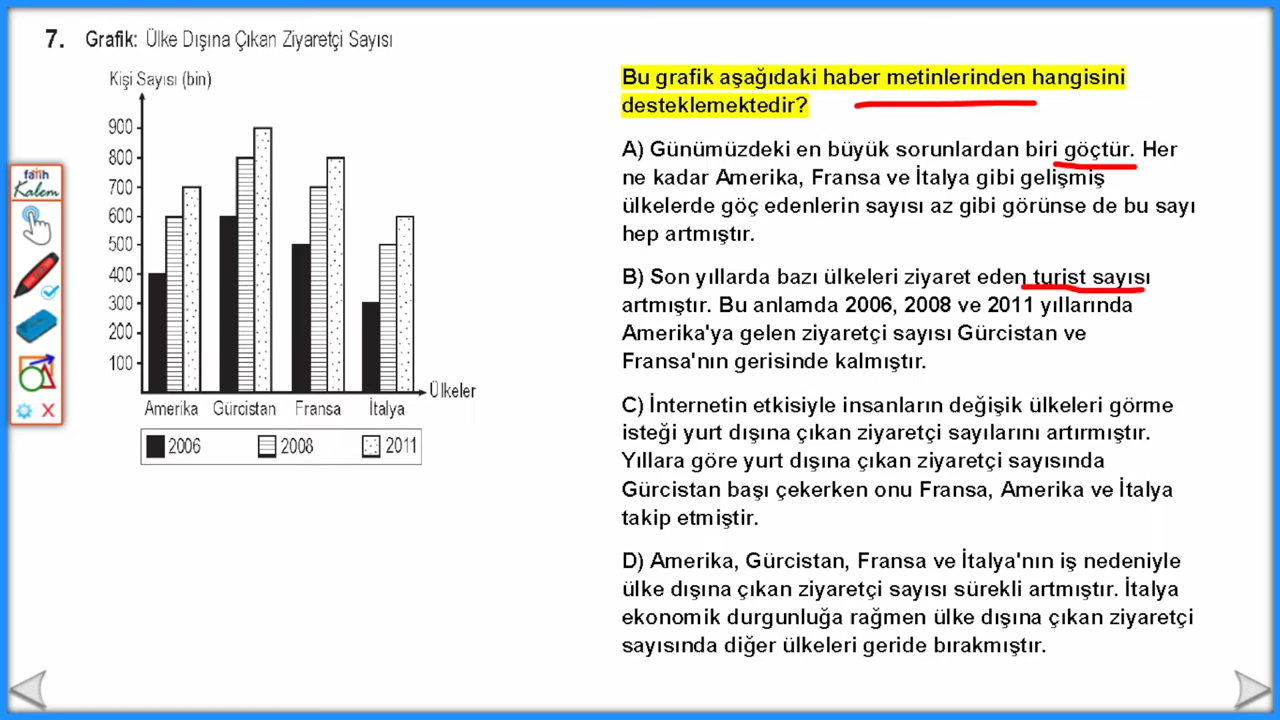 7. Grafik: Ülke Dışına Çıkan Ziyaretçi Sayısı
Kişi Sayısı (bin)
900
800
700
600
500
400
300
200
100
Ülkeler
Amerika Gürcistan Fransa İtalya
2006 2008 2011
fatih
Kalem
Bu grafik aşağıdaki haber metinlerinden hangisini
desteklemektedir?
A) Günümüzdeki en büyük sorunlardan biri göçtür. Her
ne kadar Amerika, Fransa ve İtalya gibi gelişmiş
ülkelerde göç edenlerin sayısı az gibi görünse de bu sayı
hep artmıştır.
B) Son yıllarda bazı ülkeleri ziyaret eden turist sayısı
artmıştır. Bu anlamda 2006, 2008 ve 2011 yıllarında
Amerika'ya gelen ziyaretçi sayısı Gürcistan ve
Fransa'nın gerisinde kalmıştır.
C) İnternetin etkisiyle insanların değişik ülkeleri görme
isteği yurt dışına çıkan ziyaretçi sayılarını artırmıştır.
Yıllara göre yurt dışına çıkan ziyaretçi sayısında
Gürcistan başı çekerken onu Fransa, Amerika ve İtalya
takip etmiştir.
D) Amerika, Gürcistan, Fransa ve İtalya'nın iş nedeniyle
ülke dışına çıkan ziyaretçi sayısı sürekli artmıştır. İtalya
ekonomik durgunluğa rağmen ülke dışına çıkan ziyaretçi
sayısında diğer ülkeleri geride bırakmıştır.